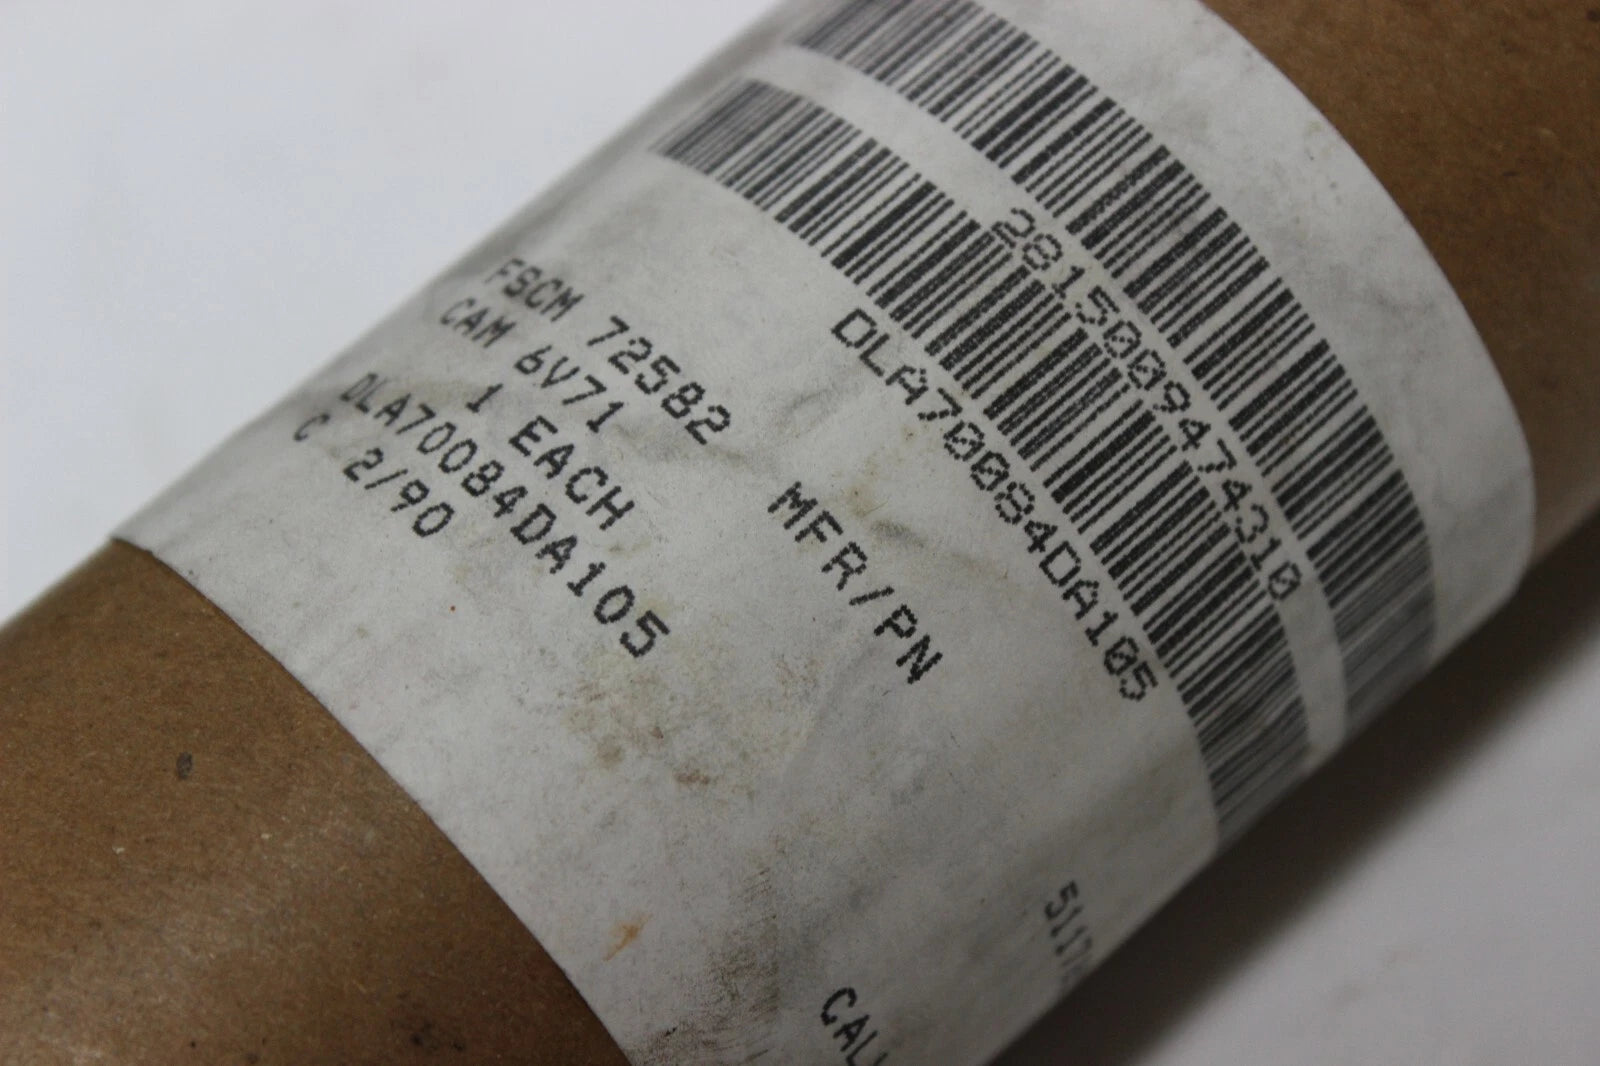 2815009474310
DLA70084DA105
FSCM 72582 MFR/PN
CAM 6V71
1 EACH
DLA70084DA105
C 2/90